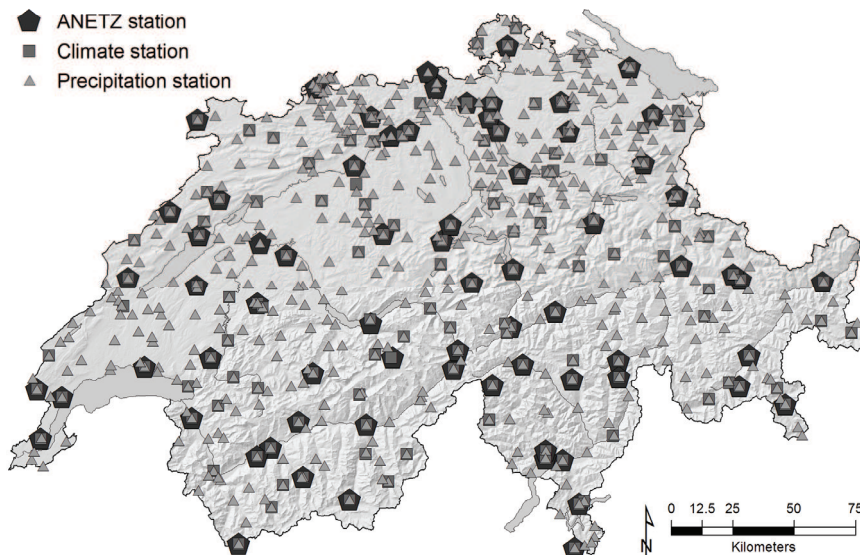 ANETZ station
Climate station
Precipitation station
N
0 12.5 25 50 75
Kilometers